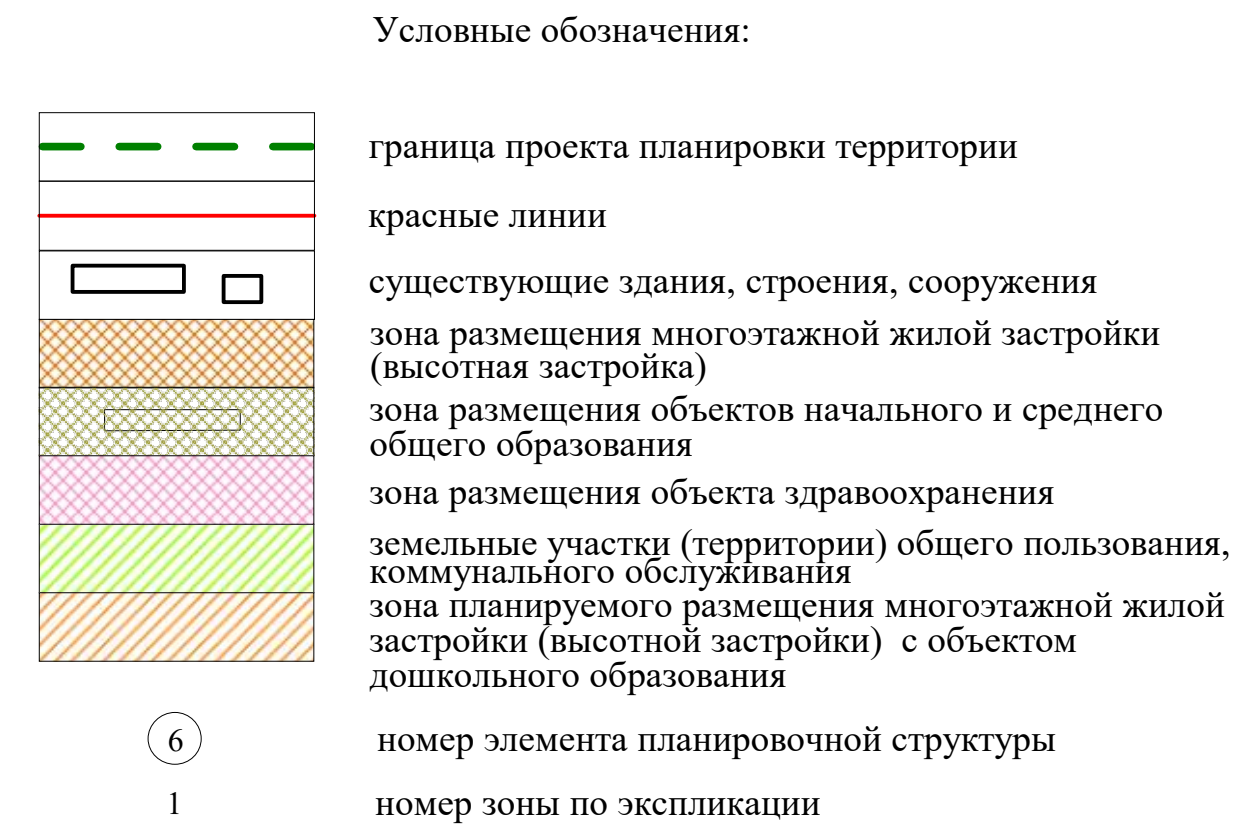 Условные обозначения:
граница проекта планировки территории
красные линии
существующие здания, строения, сооружения
зона размещения многоэтажной жилой застройки
(высотная застройка)
зона размещения объектов начального и среднего
общего образования
зона размещения объекта здравоохранения
земельные участки (территории) общего пользования,
коммунального обслуживания
зона планируемого размещения многоэтажной жилой
застройки (высотной застройки) с объектом
дошкольного образования
6 номер элемента планировочной структуры
1 номер зоны по экспликации